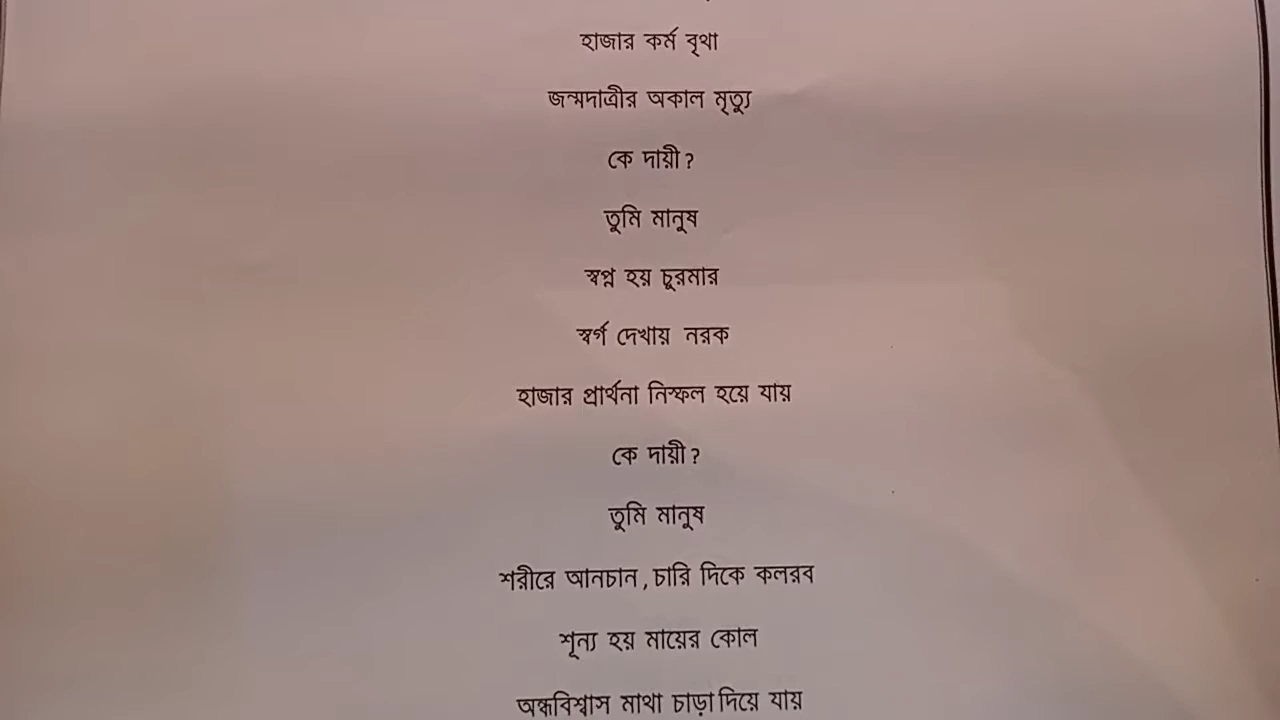 হাজার কর্ম বৃথা
জন্মদাত্রীর অকাল মৃত্যু
কে দায়ী?
তুমি মানুষ
স্বপ্ন হয় চুরমার
স্বর্গ দেখায় নরক
হাজার প্রার্থনা নিস্ফল হয়ে যায়
কে দায়ী?
তুমি মানুষ
শরীরে আনচান,চারি দিকে কলরব
শূন্য হয় মায়ের কোল
অন্ধবিশ্বাস মাথা চাড়া দিয়ে যায়